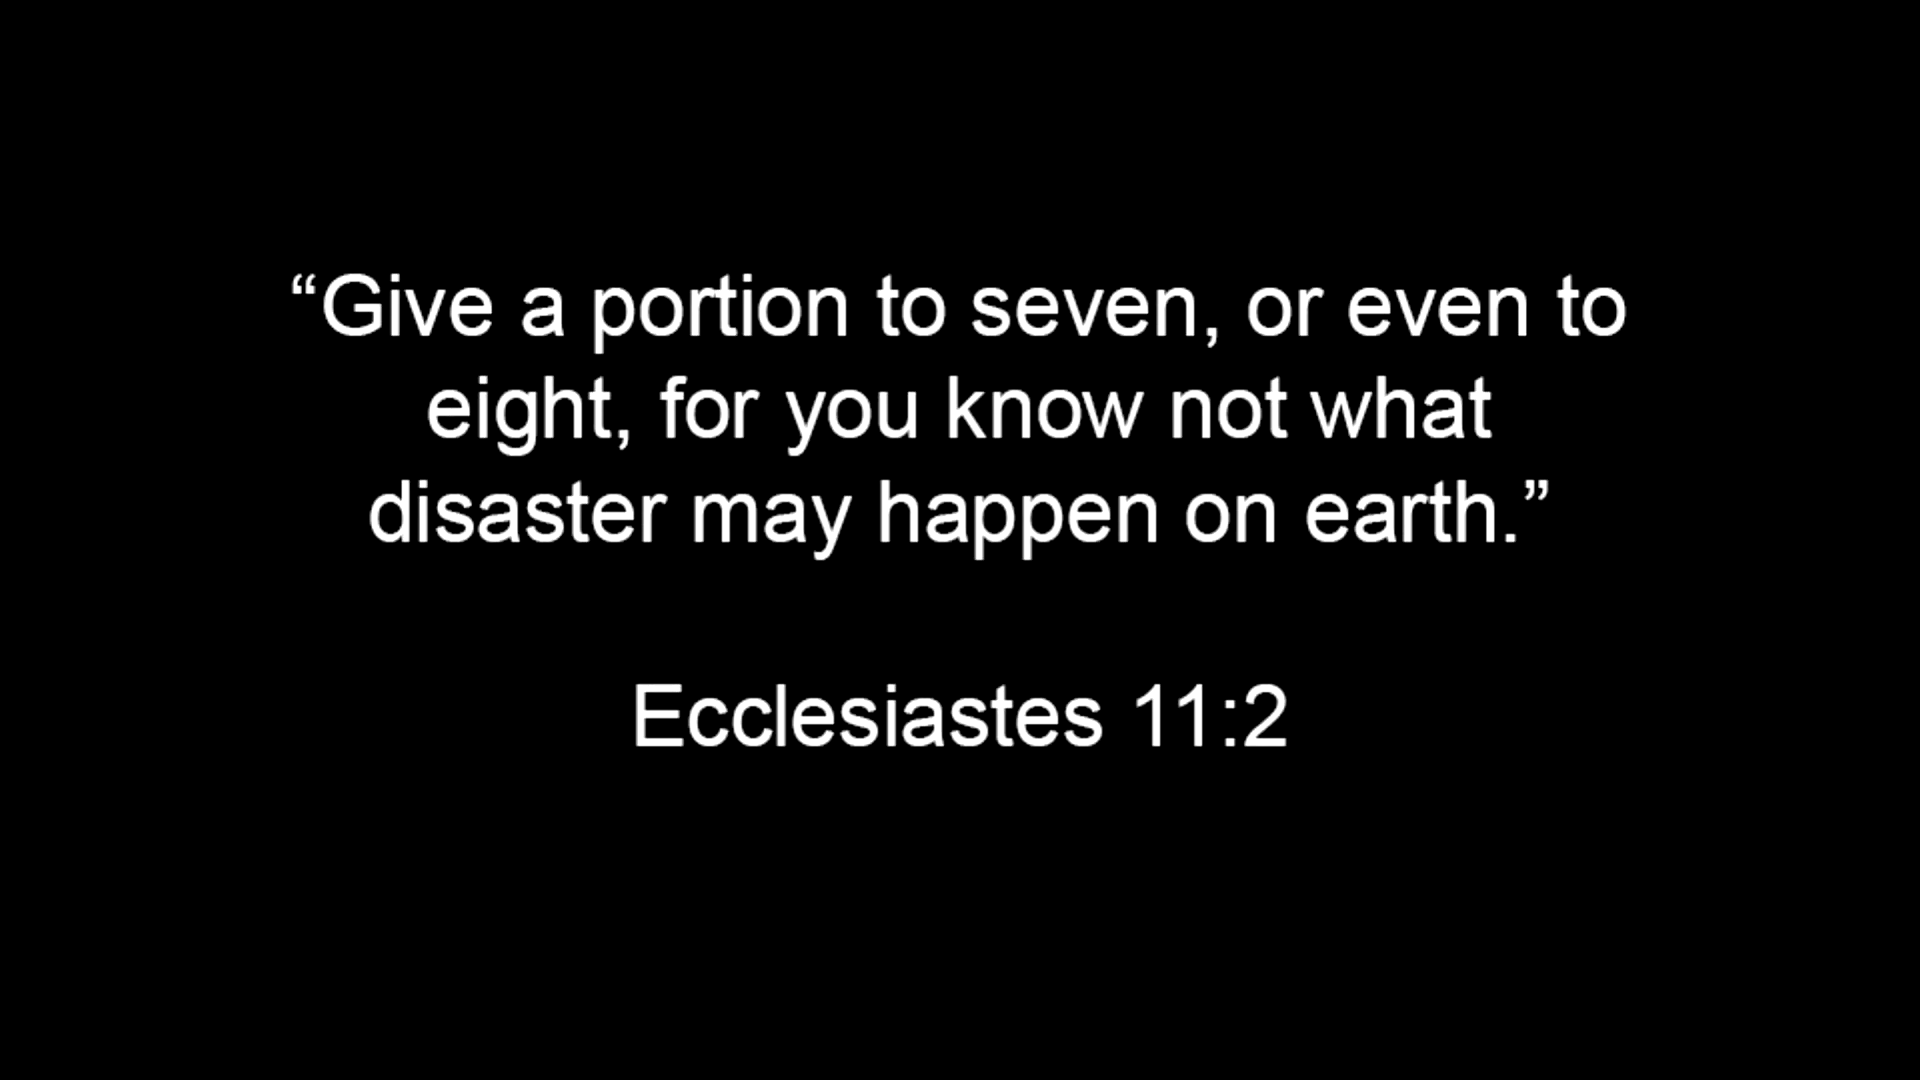 “Give a portion to seven, or even to
eight, for you know not what
disaster may happen on earth.”
Ecclesiastes 11:2